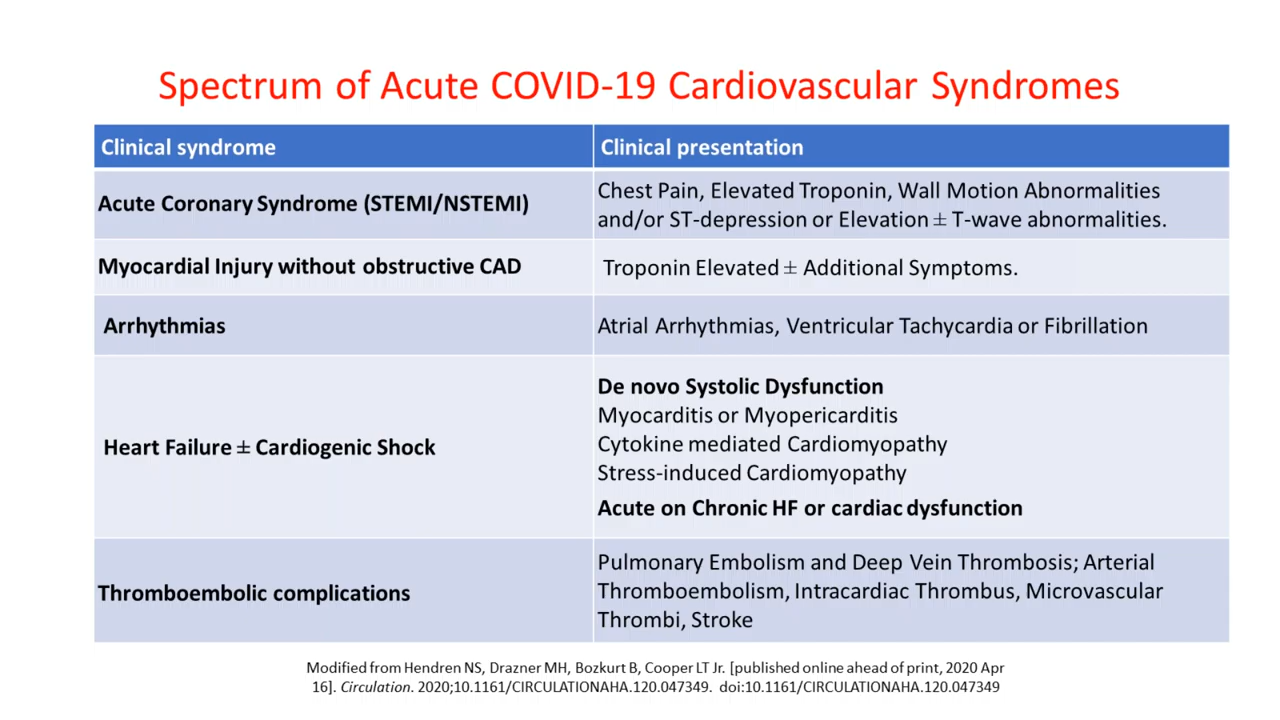 Spectrum of Acute COVID-19 Cardiovascular Syndromes
Clinical syndrome
Clinical presentation
Acute Coronary Syndrome (STEMI/NSTEMI)
Chest Pain, Elevated Troponin, Wall Motion Abnormalities
and/or ST-depression or Elevation ± T-wave abnormalities.
Myocardial Injury without obstructive CAD
Troponin Elevated ± Additional Symptoms.
Arrhythmias
Atrial Arrhythmias, Ventricular Tachycardia or Fibrillation
Heart Failure ± Cardiogenic Shock
De novo Systolic Dysfunction
Myocarditis or Myopericarditis
Cytokine mediated Cardiomyopathy
Stress-induced Cardiomyopathy
Acute on Chronic HF or cardiac dysfunction
Thromboembolic complications
Pulmonary Embolism and Deep Vein Thrombosis; Arterial
Thromboembolism, Intracardiac Thrombus, Microvascular
Thrombi, Stroke
Modified from Hendren NS, Drazner MH, Bozkurt B, Cooper LT Jr. [published online ahead of print, 2020 Apr
16]. Circulation. 2020;10.1161/CIRCULATIONAHA.120.047349. doi:10.1161/CIRCULATIONAHA.120.047349